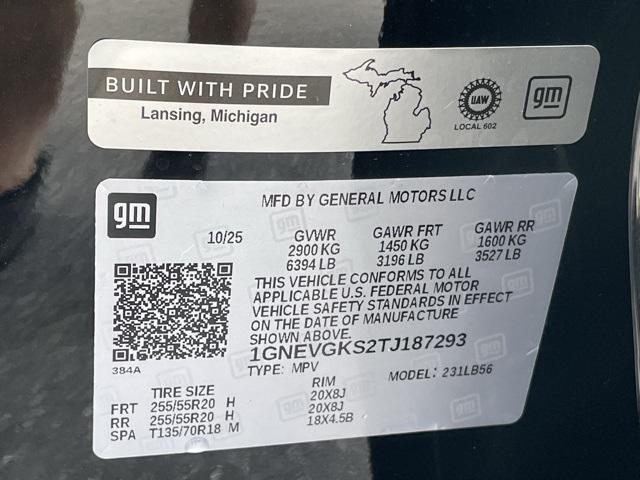 BUILT WITH PRIDE
Lansing, Michigan
UAW
LOCAL 602
gm
gm
MFD BY GENERAL MOTORS LLC
10/25 GVWR GAWR FRT GAWR RR
2900 KG 1450 KG 1600 KG
6394 LB 3196 LB 3527 LB
THIS VEHICLE CONFORMS TO ALL
APPLICABLE U.S. FEDERAL MOTOR
VEHICLE SAFETY STANDARDS IN EFFECT
ON THE DATE OF MANUFACTURE
SHOWN ABOVE.
1GNEVGKS2TJ187293
384A
TYPE: MPV MODEL: 231LB56
TIRE SIZE RIM
FRT 255/55R20 H 20X8J
RR 255/55R20 H 20X8J
SPA T135/70R18 M 18X4.5B